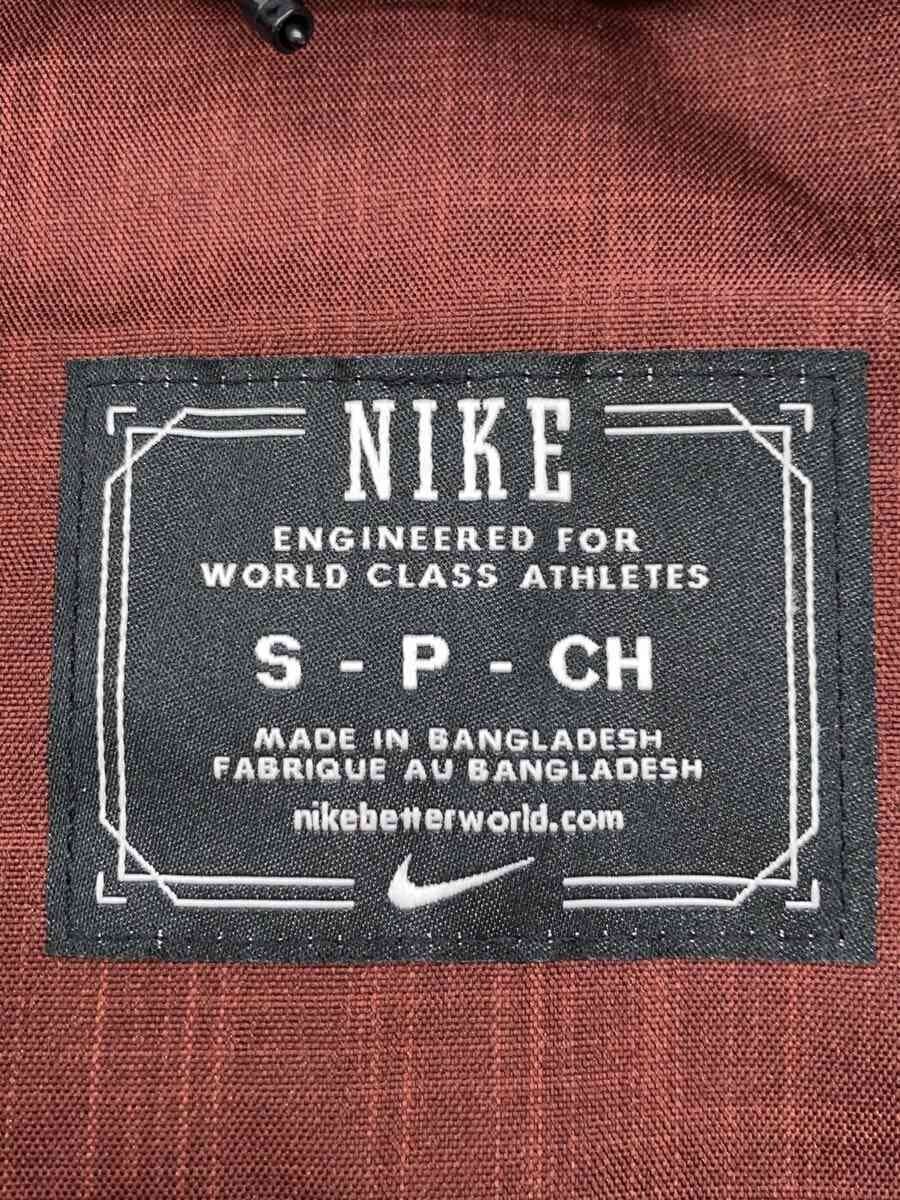 NIKE
ENGINEERED FOR
WORLD CLASS ATHLETES
S - P - CH
MADE IN BANGLADESH
FABRIQUE AU BANGLADESH
nikebetterworld.com